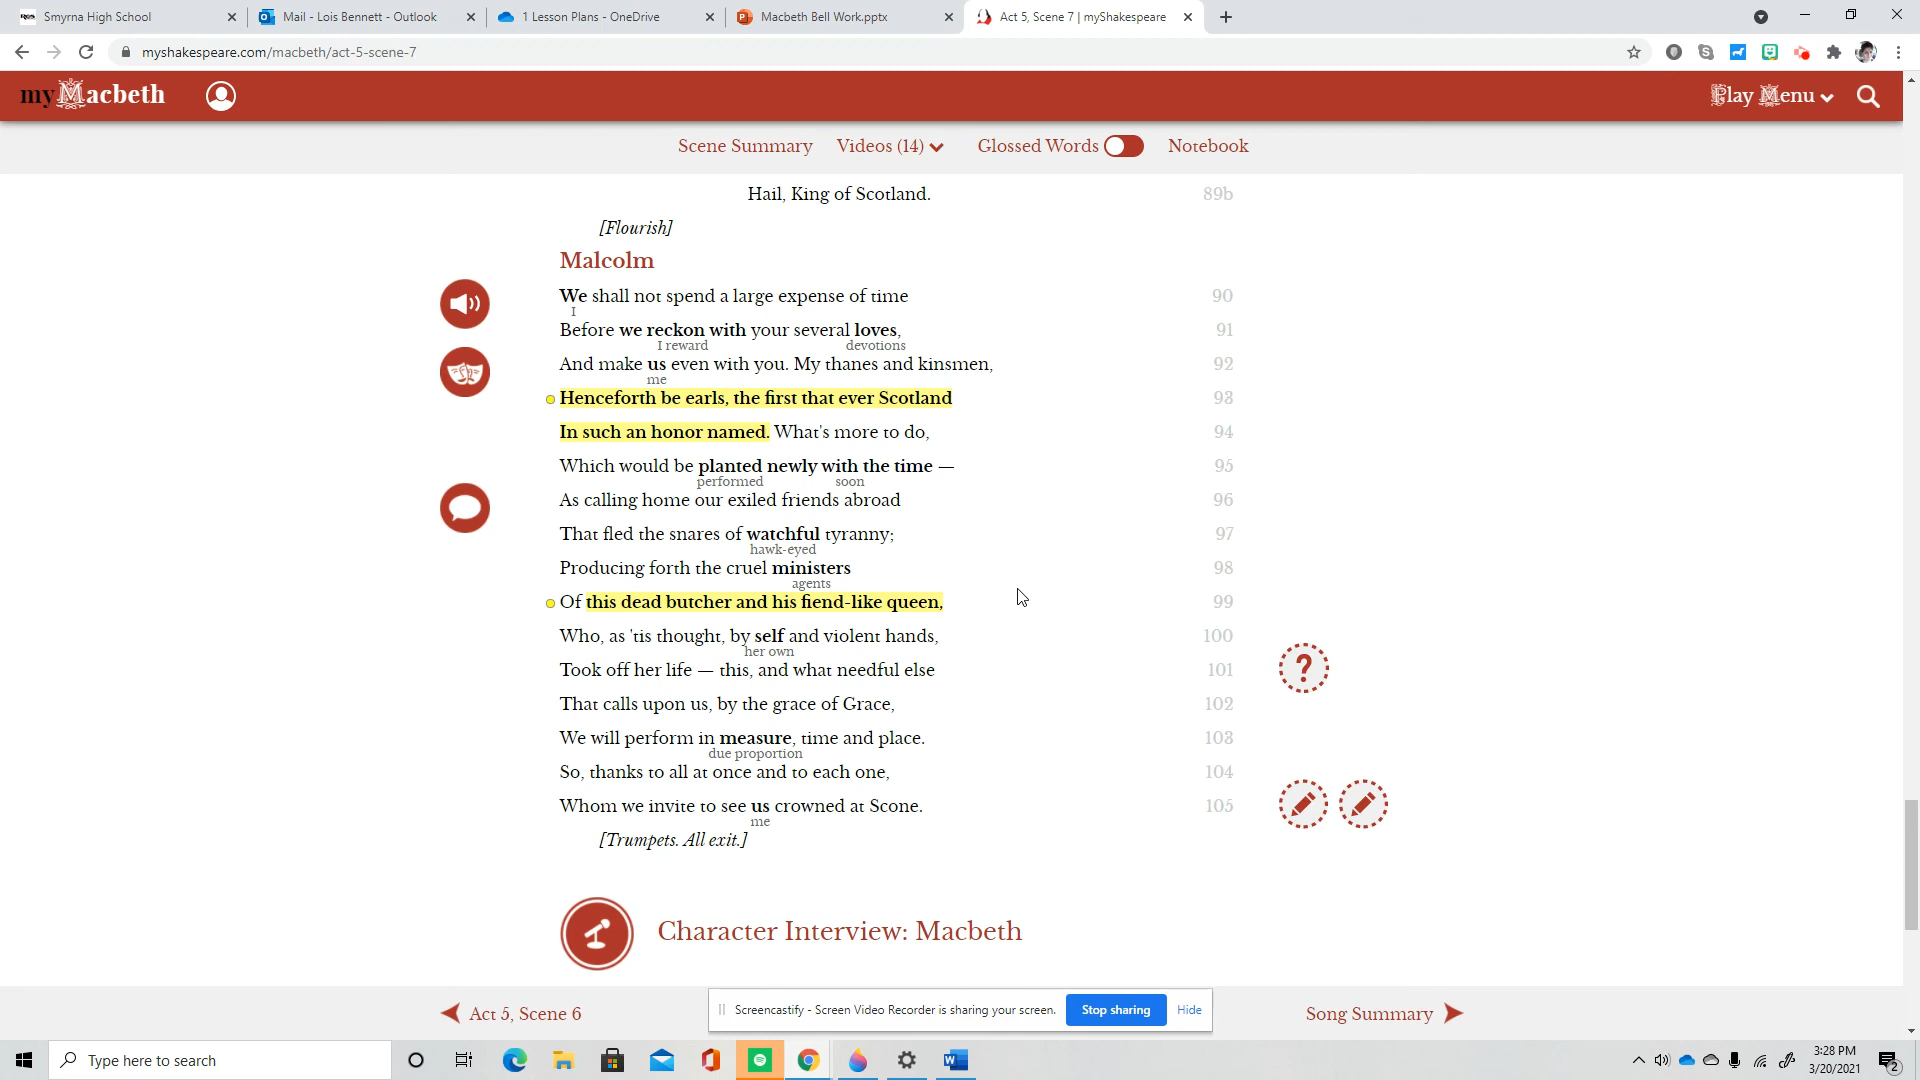 Smyrna High School
Mail - Lois Bennett - Outlook
1 Lesson Plans - OneDrive
Macbeth Bell Work.pptx
Act 5, Scene 7 | myShakespeare
myshakespeare.com/macbeth/act-5-scene-7
myMacbeth
Play Menu
Scene Summary
Videos (14)
Glossed Words
Notebook
Hail, King of Scotland. 89b
[Flourish]
Malcolm
We shall not spend a large expense of time 90
I
Before we reckon with your several loves, 91
I reward devotions
And make us even with you. My thanes and kinsmen, 92
me
Henceforth be earls, the first that ever Scotland 93
In such an honor named. What's more to do, 94
Which would be planted newly with the time — 95
performed soon
As calling home our exiled friends abroad 96
That fled the snares of watchful tyranny; 97
hawk-eyed
Producing forth the cruel ministers 98
agents
Of this dead butcher and his fiend-like queen, 99
Who, as 'tis thought, by self and violent hands, 100
her own
Took off her life — this, and what needful else 101
?
That calls upon us, by the grace of Grace, 102
We will perform in measure, time and place. 103
due proportion
So, thanks to all at once and to each one, 104
Whom we invite to see us crowned at Scone. 105
me
[Trumpets. All exit.]
Character Interview: Macbeth
Act 5, Scene 6
Screencastify - Screen Video Recorder is sharing your screen.
Stop sharing
Hide
Song Summary
Type here to search
3:28 PM
3/20/2021
2